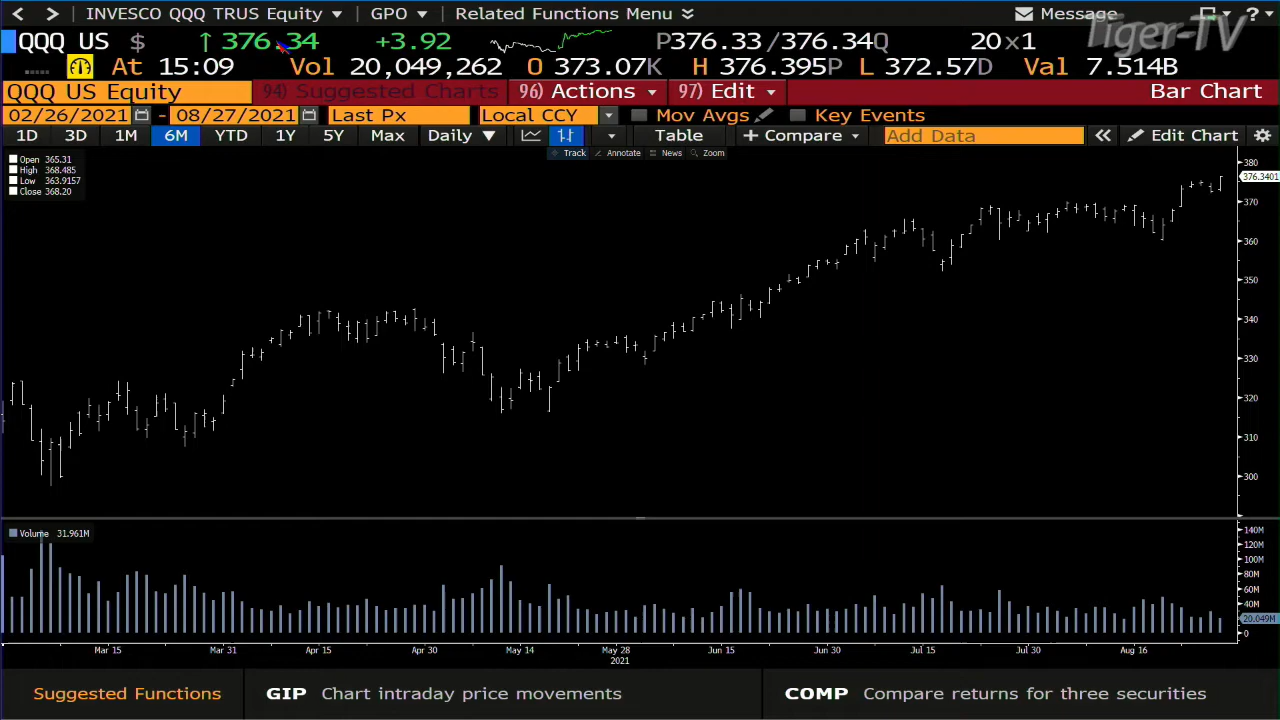 < > INVESCO QQQ TRUS Equity ▼ GPO ▼ Related Functions Menu Message ?
Tiger-TV
QQQ US $ ↑ 376.34 +3.92 P376.33 /376.34Q 20×1
At 15:09 Vol 20,049,262 O 373.07K H 376.395P L 372.57D Val 7.514B
QQQ US Equity 94) Suggested Charts 96) Actions 97) Edit Bar Chart
02/26/2021 - 08/27/2021 Last Px Local CCY Mov Avgs Key Events
1D 3D 1M 6M YTD 1Y 5Y Max Daily ▼ Table + Compare Add Data « Edit Chart
Track Annotate News Zoom
Open 365.31
High 368.485
Low 363.9157
Close 368.20
380
376.3401
370
360
350
340
330
320
310
300
Volume 31.961M
140M
120M
100M
80M
60M
40M
20.049M
0
Mar 15 Mar 31 Apr 15 Apr 30 May 14 May 28 Jun 15 Jun 30 Jul 15 Jul 30 Aug 16
2021
Suggested Functions GIP Chart intraday price movements COMP Compare returns for three securities